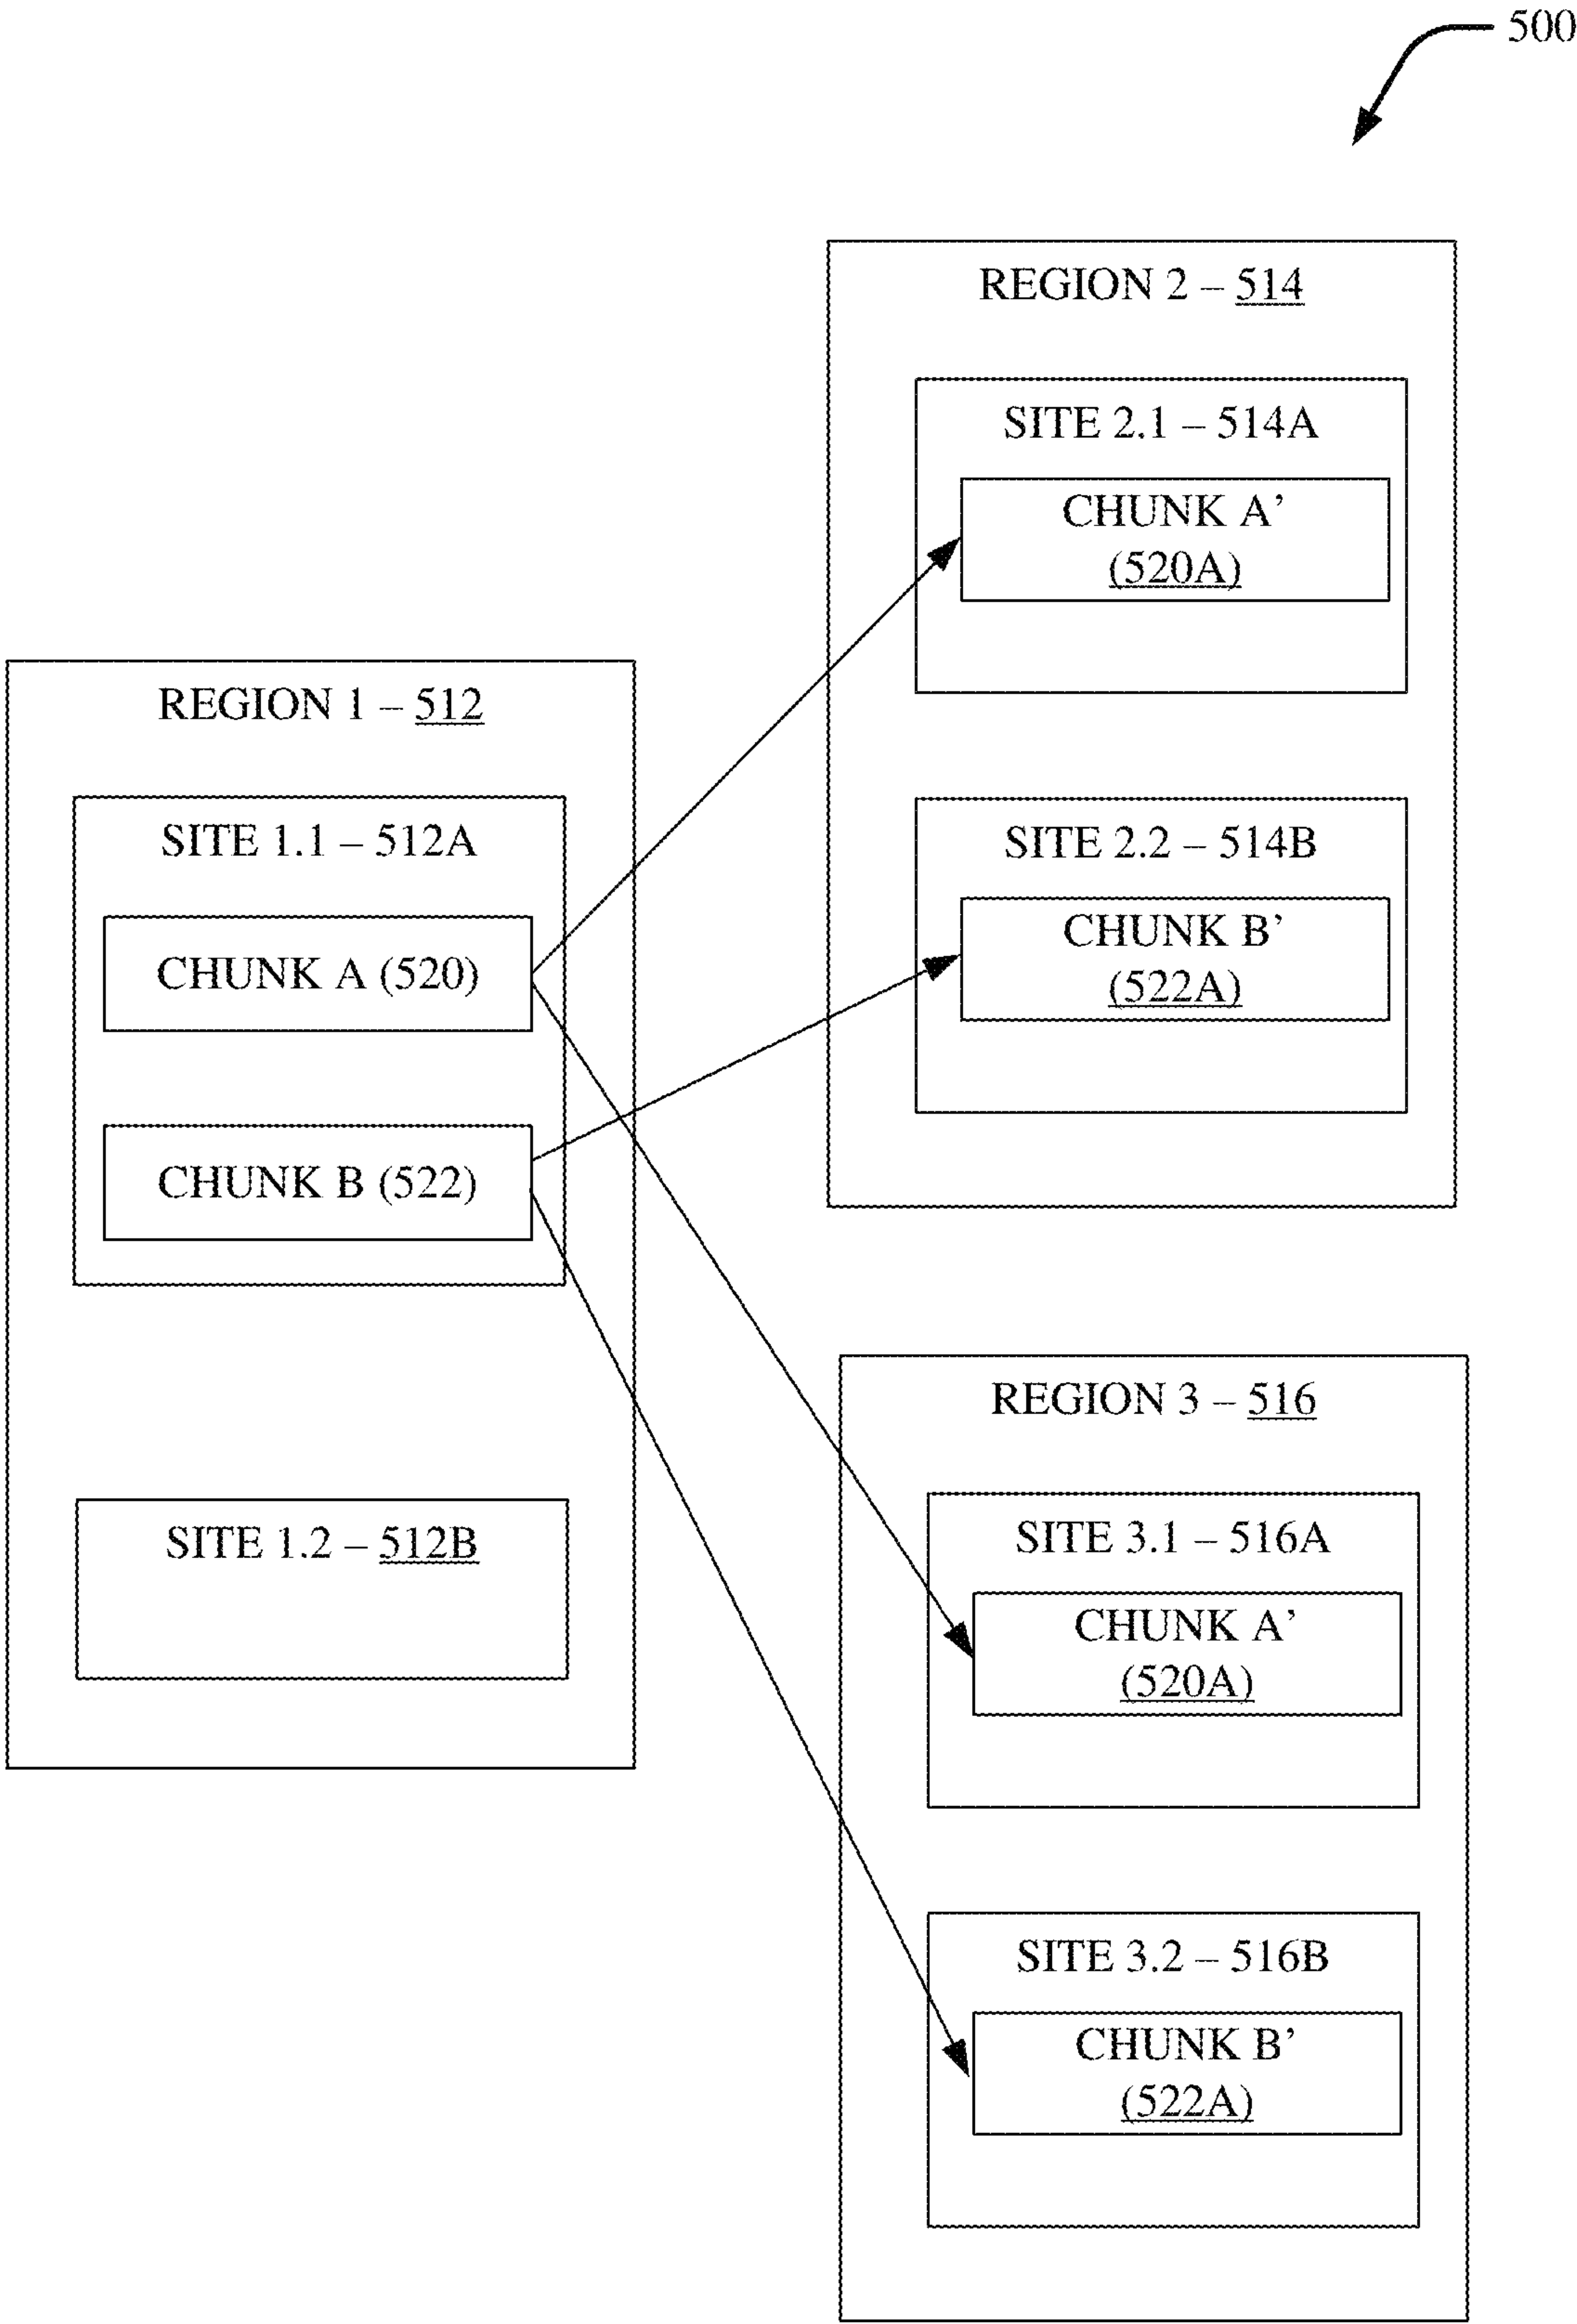 500
REGION 2 – 514
SITE 2.1 – 514A
CHUNK A’
(520A)
SITE 2.2 – 514B
CHUNK B’
(522A)
REGION 1 – 512
SITE 1.1 – 512A
CHUNK A (520)
CHUNK B (522)
SITE 1.2 – 512B
REGION 3 – 516
SITE 3.1 – 516A
CHUNK A’
(520A)
SITE 3.2 – 516B
CHUNK B’
(522A)